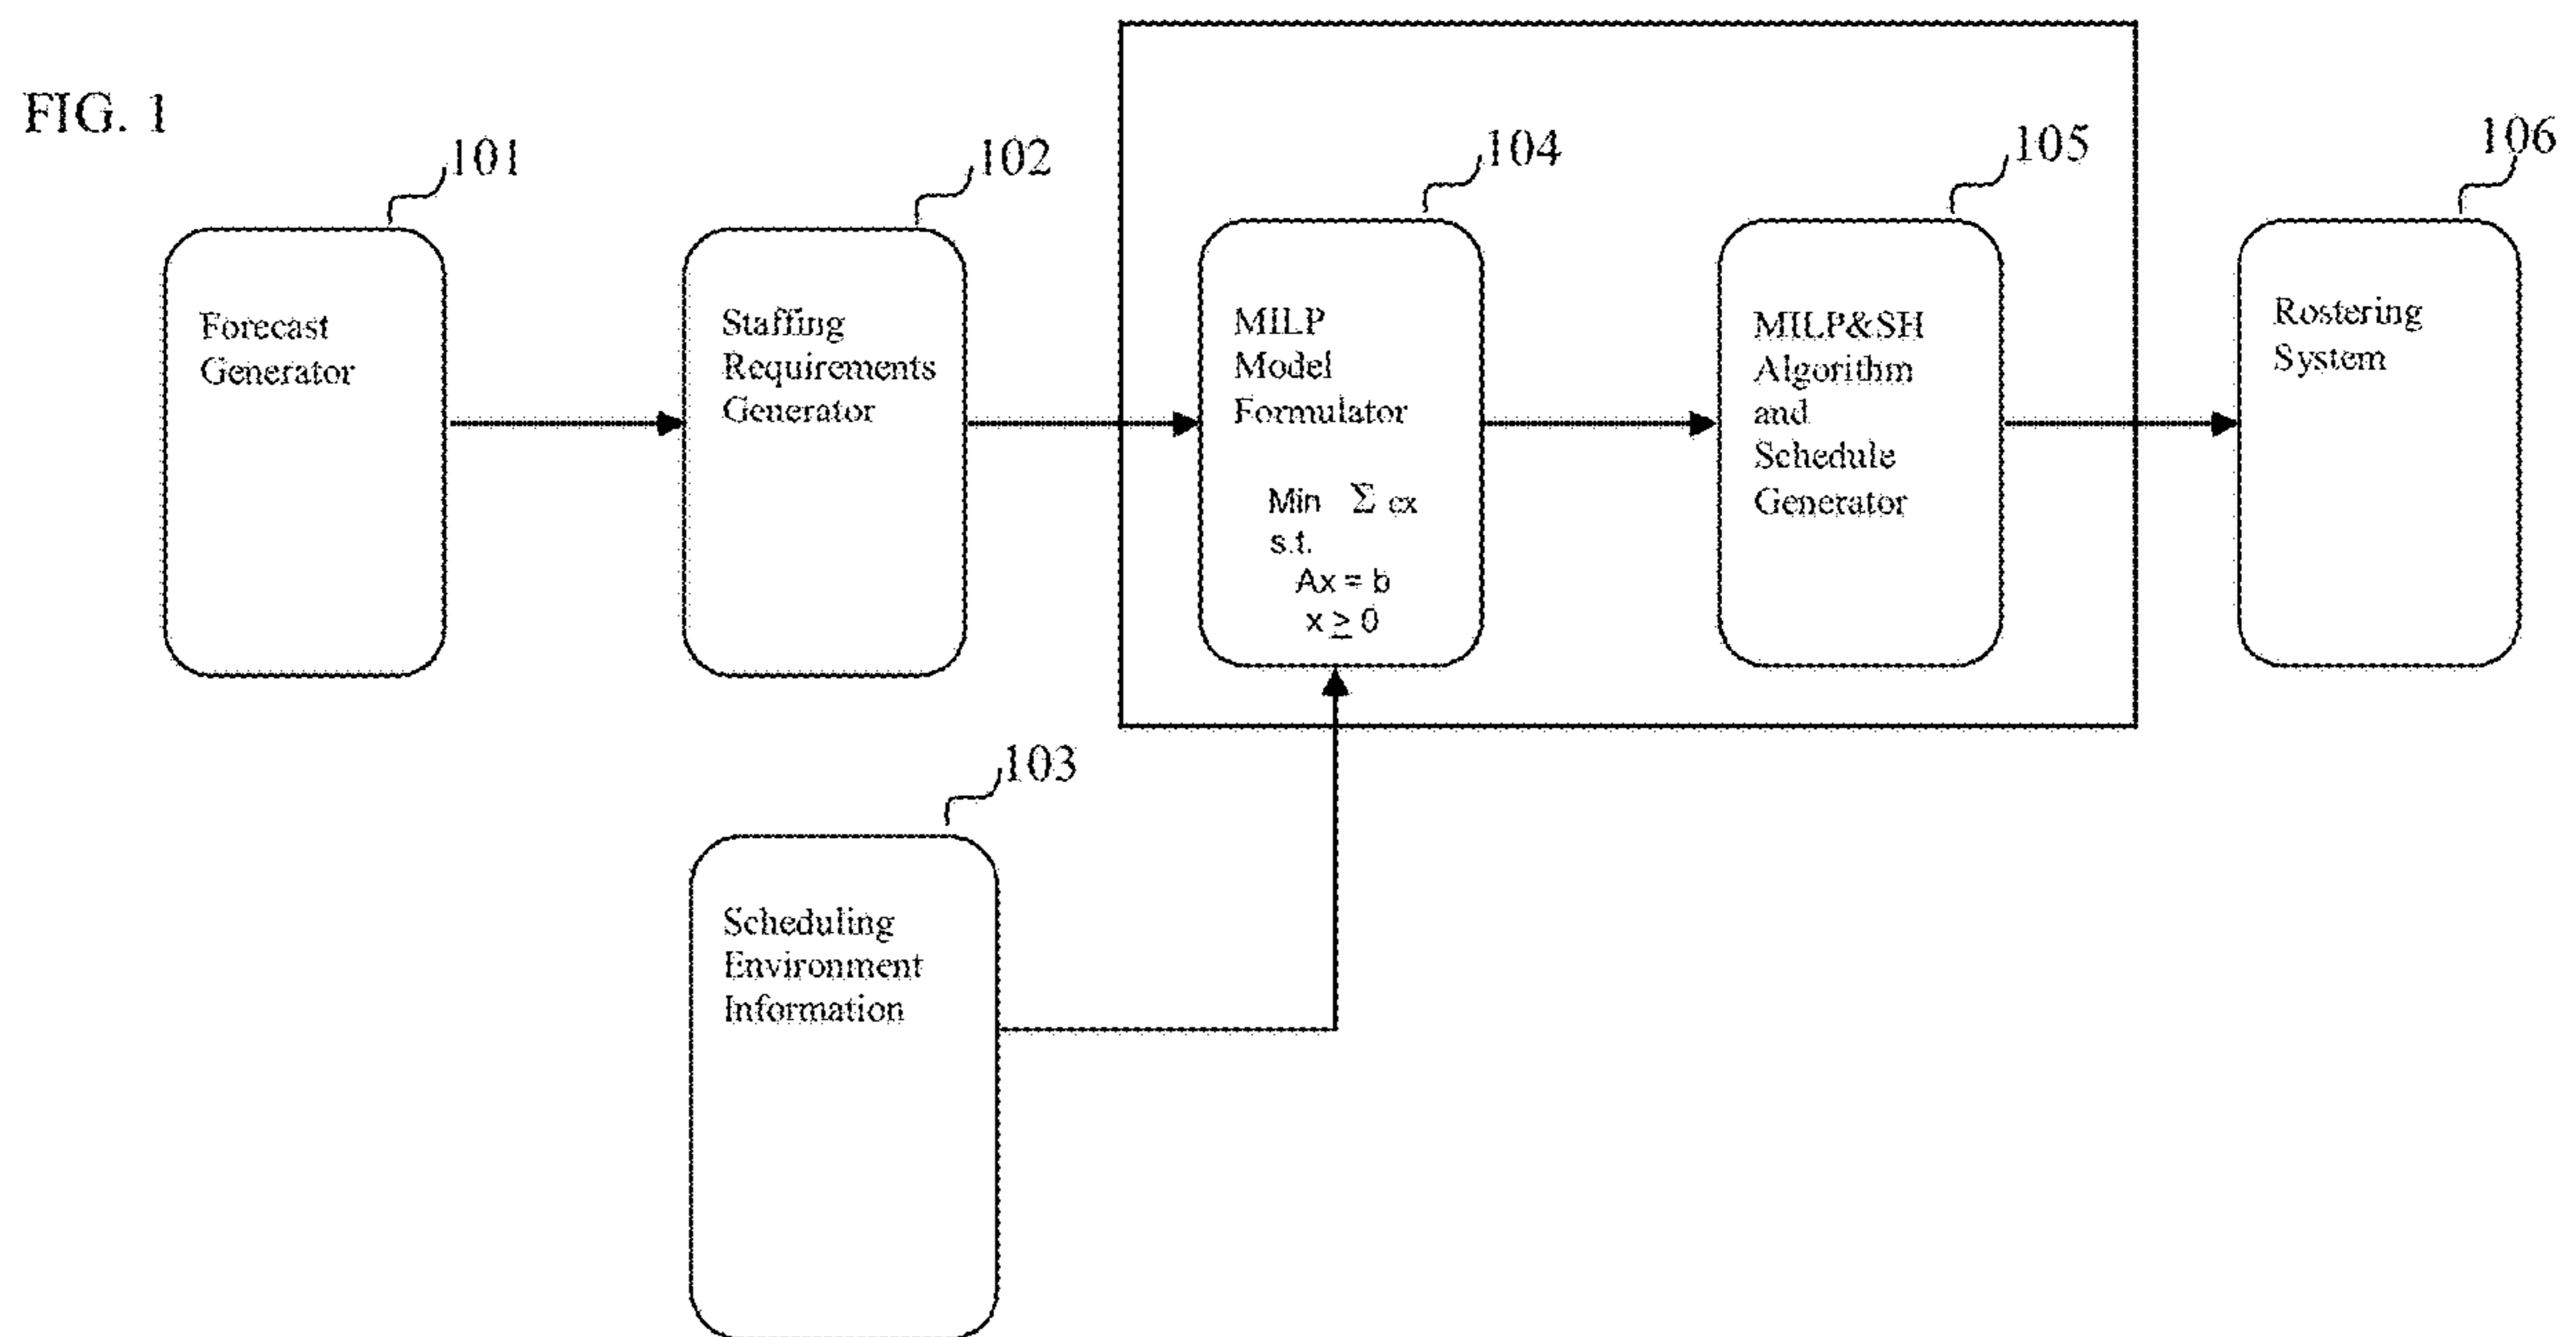 FIG. 1
101
102
104
105
106
Forecast
Generator
Staffing
Requirements
Generator
MILP
Model
Formulator
Min Σ cx
s.t.
Ax = b
x ≥ 0
MILP&SH
Algorithm
and
Schedule
Generator
Rostering
System
103
Scheduling
Environment
Information